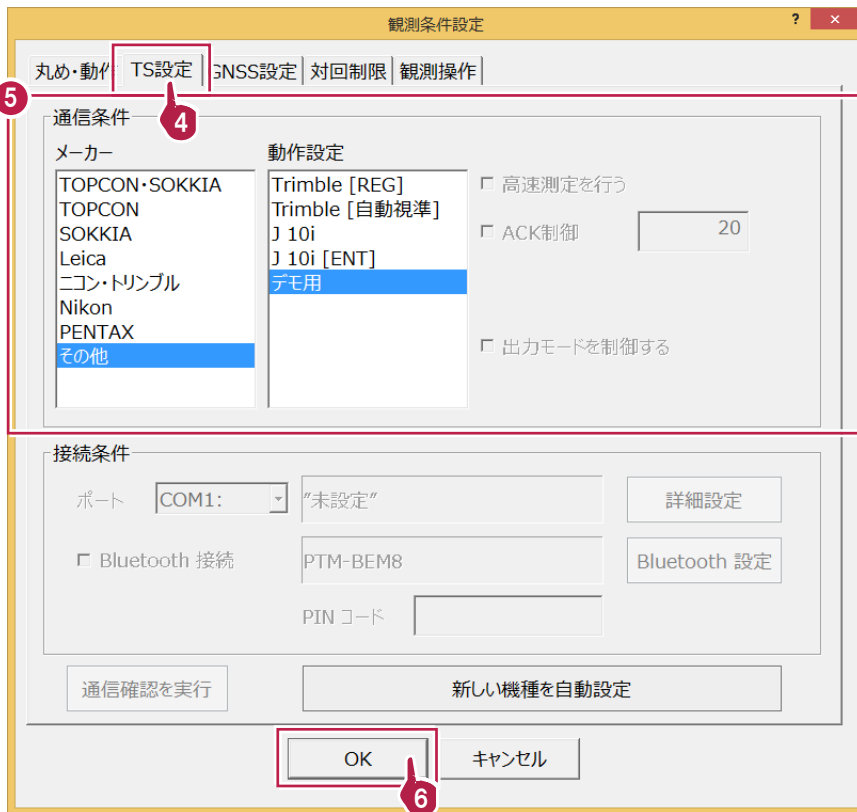 観測条件設定
? ×
丸め・動作 TS設定 GNSS設定 対回制限 観測操作
4
5
通信条件
メーカー 動作設定
TOPCON・SOKKIA Trimble [REG] 高速測定を行う
TOPCON Trimble [自動視準]
SOKKIA J 10i ACK制御 20
Leica J 10i [ENT]
ニコン・トリンブル デモ用
Nikon
PENTAX 出力モードを制御する
その他
接続条件
ポート COM1: "未設定" 詳細設定
Bluetooth 接続 PTM-BEM8 Bluetooth 設定
PIN コード
通信確認を実行 新しい機種を自動設定
OK キャンセル
6